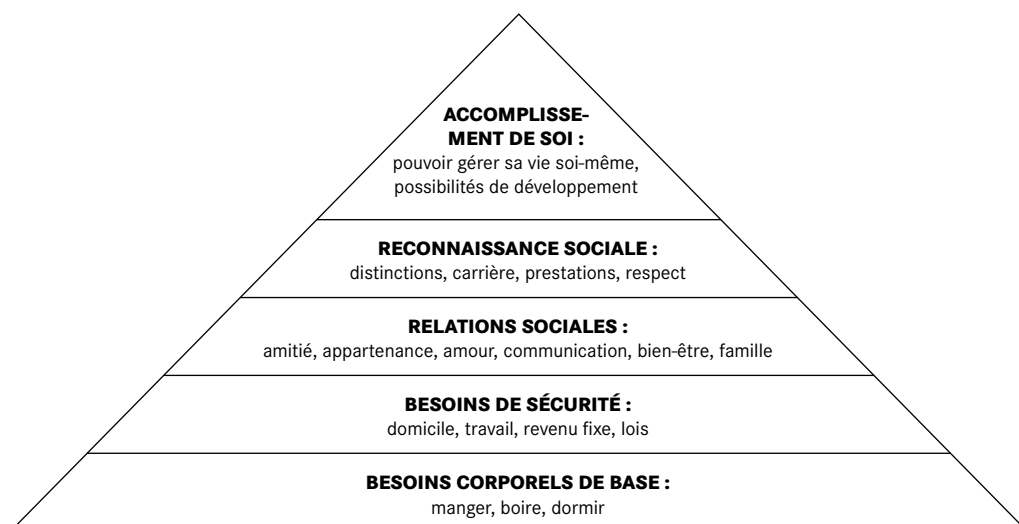 ACCOMPLISSE-
MENT DE SOI :
pouvoir gérer sa vie soi-même,
possibilités de développement
RECONNAISSANCE SOCIALE :
distinctions, carrière, prestations, respect
RELATIONS SOCIALES :
amitié, appartenance, amour, communication, bien-être, famille
BESOINS DE SÉCURITÉ :
domicile, travail, revenu fixe, lois
BESOINS CORPORELS DE BASE :
manger, boire, dormir